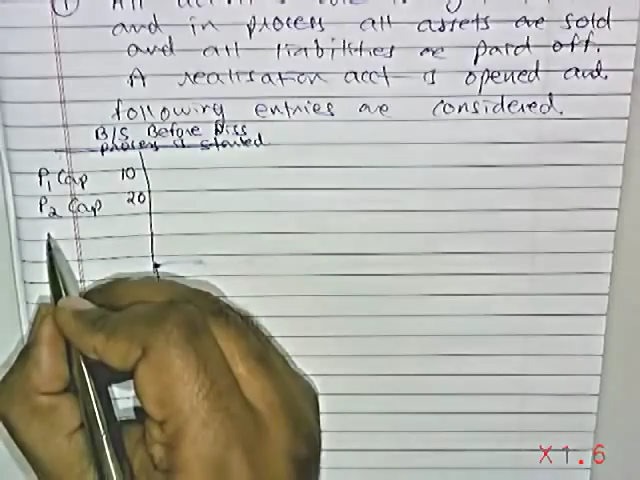 and in process all assets are sold
and all liabilities are paid off.
A realisation acct is opened and
following entries are considered.
B/S Before Diss
process is started
P1 Cap 10
P2 Cap 20
X1.6